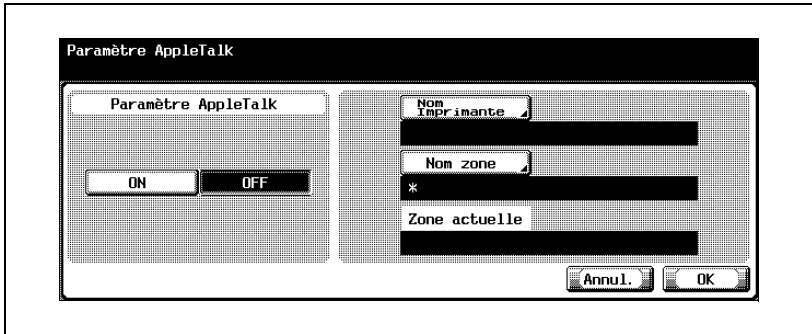 Paramètre AppleTalk
Paramètre AppleTalk
ON OFF
Nom
Imprimante
Nom zone
*
Zone actuelle
Annul. OK